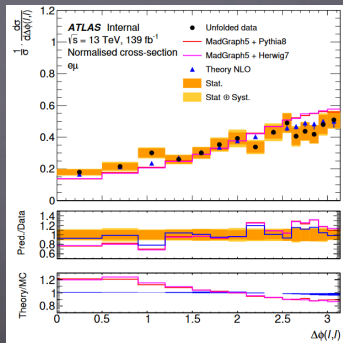 1/σ · dσ/dΔϕ(l,l)
ATLAS Internal
√s = 13 TeV, 139 fb⁻¹
Normalised cross-section
eμ
Unfolded data
MadGraph5 + Pythia8
MadGraph5 + Herwig7
Theory NLO
Stat.
Stat ⊕ Syst.
1.2
1
0.8
0.6
0.4
0.2
0
Pred./Data
1.2
1.0
0.8
0.6
Theory/MC
1.2
1
0.8
0 0.5 1 1.5 2 2.5 3
Δϕ(l,l)